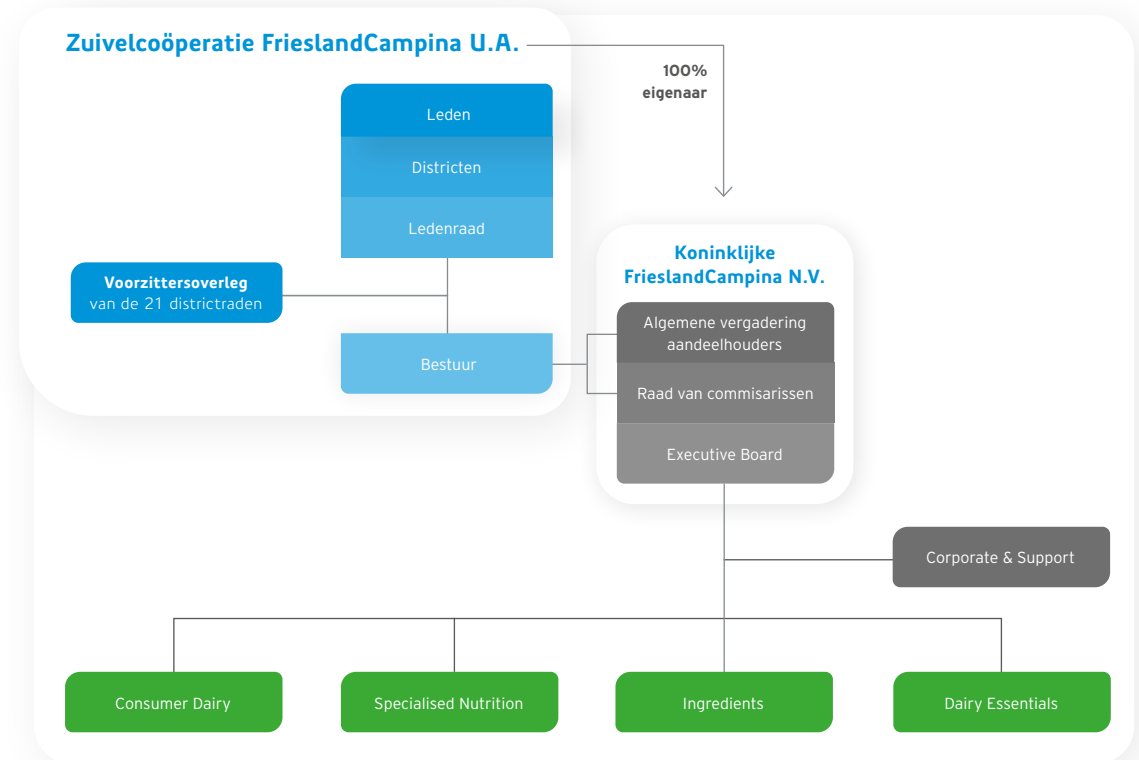 Zuivelcoöperatie FrieslandCampina U.A.
100%
eigenaar
Leden
Districten
Ledenraad
Voorzittersoverleg
van de 21 districtraden
Bestuur
Koninklijke
FrieslandCampina N.V.
Algemene vergadering
aandeelhouders
Raad van commisarissen
Executive Board
Corporate & Support
Consumer Dairy
Specialised Nutrition
Ingredients
Dairy Essentials